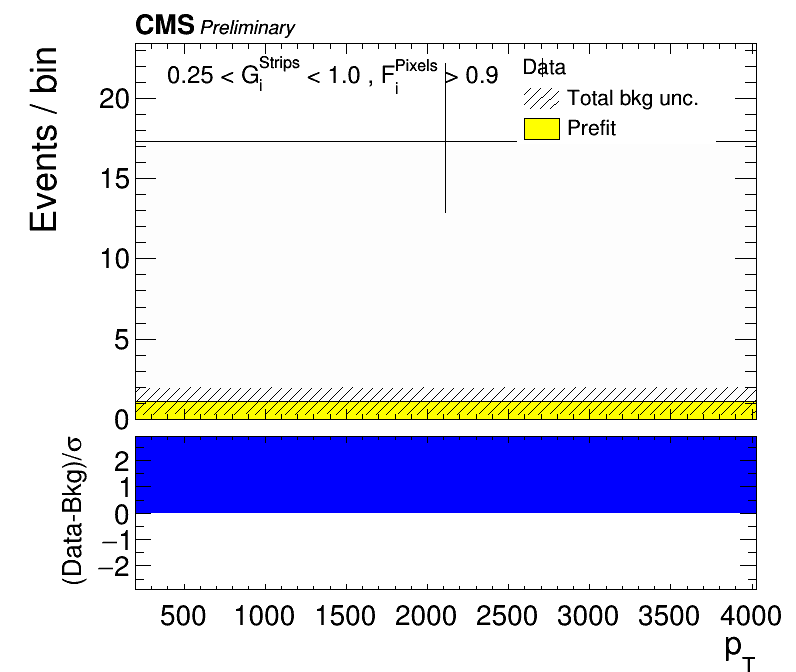 CMS Preliminary
Events / bin
0.25 < G_i^Strips < 1.0 , F_i^Pixels > 0.9
Data
Total bkg unc.
Prefit
20
15
10
5
0
(Data-Bkg)/σ
2
1
0
−1
−2
500 1000 1500 2000 2500 3000 3500 4000
p_T